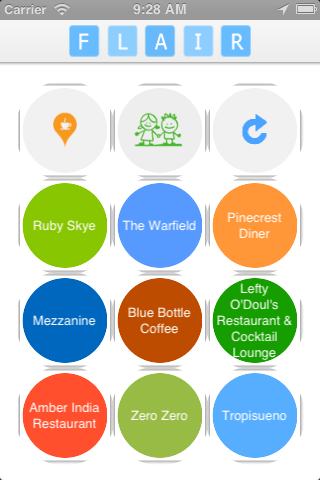 Carrier 9:28 AM
FLAIR
Ruby Skye
The Warfield
Pinecrest
Diner
Mezzanine
Blue Bottle
Coffee
Lefty
O'Doul's
Restaurant &
Cocktail
Lounge
Amber India
Restaurant
Zero Zero
Tropisueno